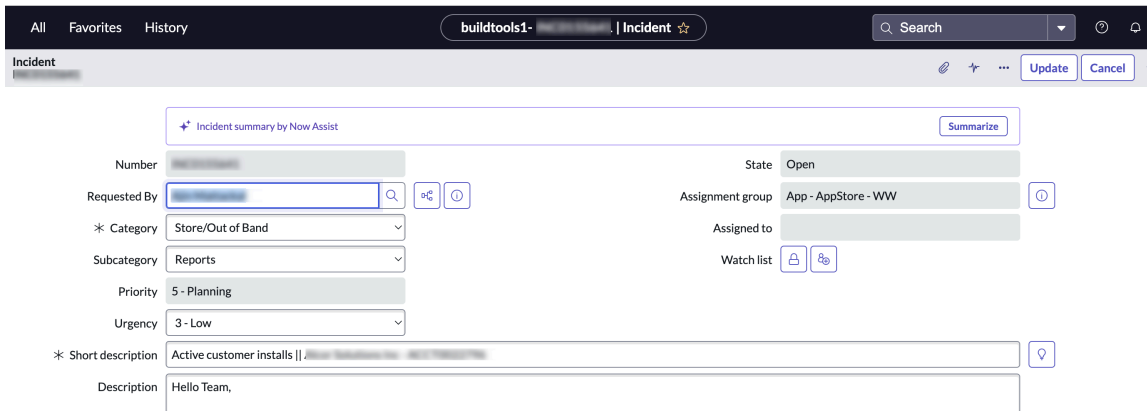 All Favorites History buildtools1- | Incident ☆ Search
Incident
Update Cancel
Incident summary by Now Assist Summarize
Number State Open
Requested By Assignment group App - AppStore - WW
* Category Store/Out of Band Assigned to
Subcategory Reports Watch list
Priority 5 - Planning
Urgency 3 - Low
* Short description Active customer installs ||
Description Hello Team,